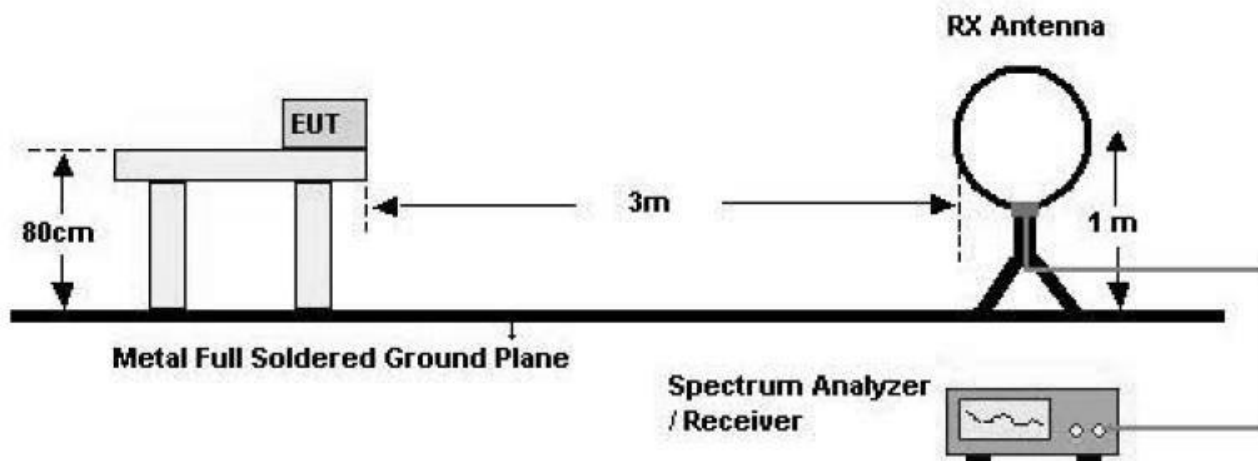 RX Antenna
EUT
80cm
3m
1 m
Metal Full Soldered Ground Plane
Spectrum Analyzer
/ Receiver